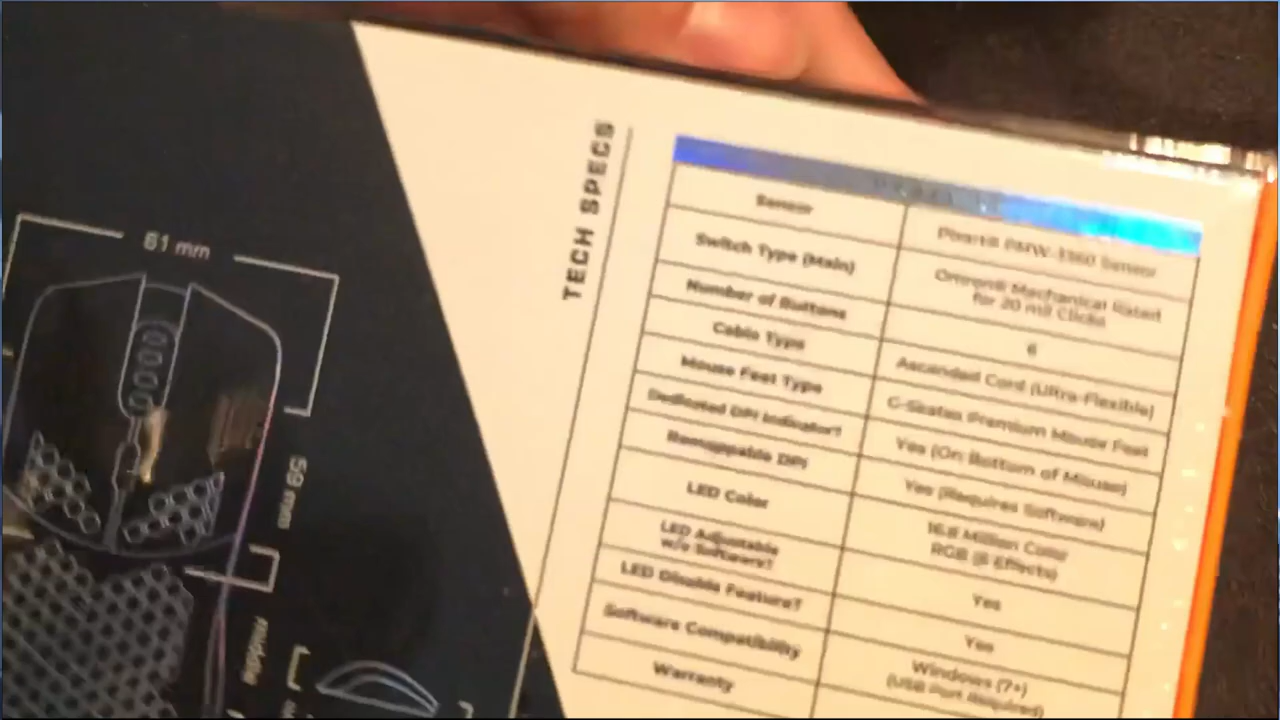 61 mm
59 mm
TECH SPECS
Sensor
Pixart® PMW-3360 Sensor
Switch Type (Main)
Omron® Mechanical Rated
for 20 mil Clicks
Number of Buttons
6
Cable Type
Ascended Cord (Ultra-Flexible)
Mouse Feet Type
G-Skates Premium Mouse Feet
Dedicated DPI Indicator?
Yes (On Bottom of Mouse)
Remappable DPI
Yes (Requires Software)
LED Color
16.8 Million Color
RGB (8 Effects)
LED Adjustable
w/o Software?
Yes
LED Disable Feature?
Yes
Software Compatibility
Windows (7+)
(USB Port Required)
Warranty